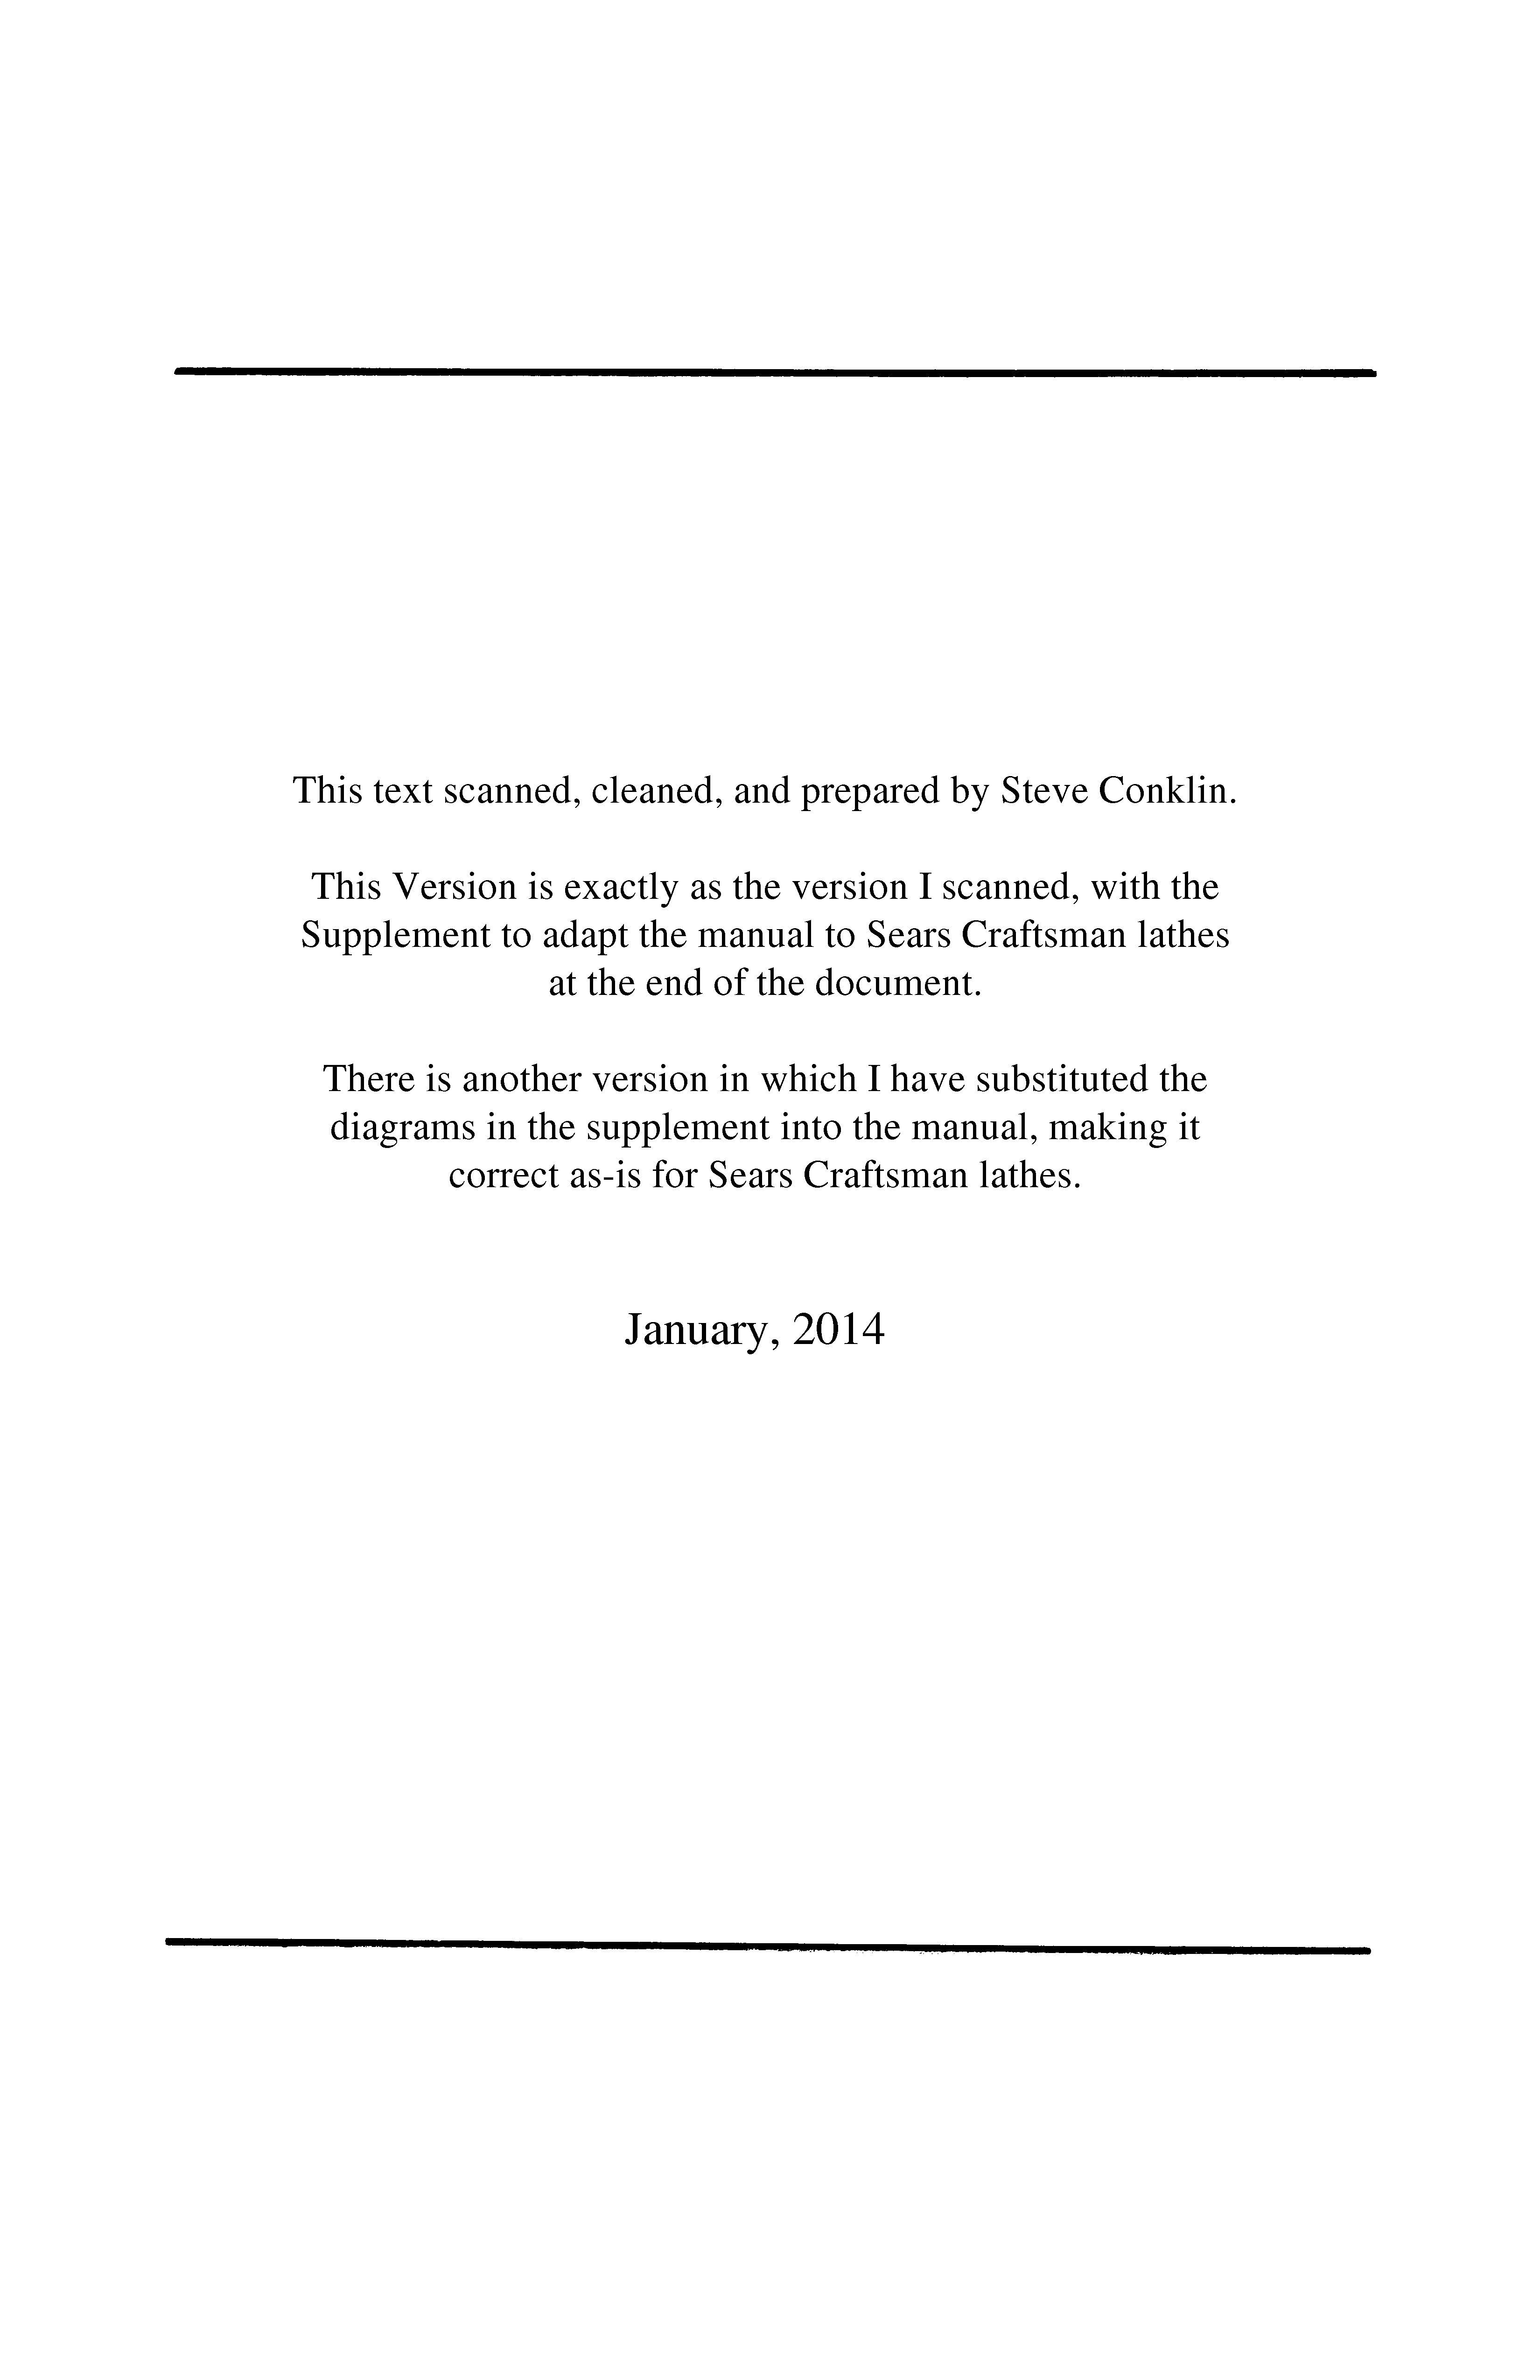 This text scanned, cleaned, and prepared by Steve Conklin.
This Version is exactly as the version I scanned, with the
Supplement to adapt the manual to Sears Craftsman lathes
at the end of the document.
There is another version in which I have substituted the
diagrams in the supplement into the manual, making it
correct as-is for Sears Craftsman lathes.
January, 2014